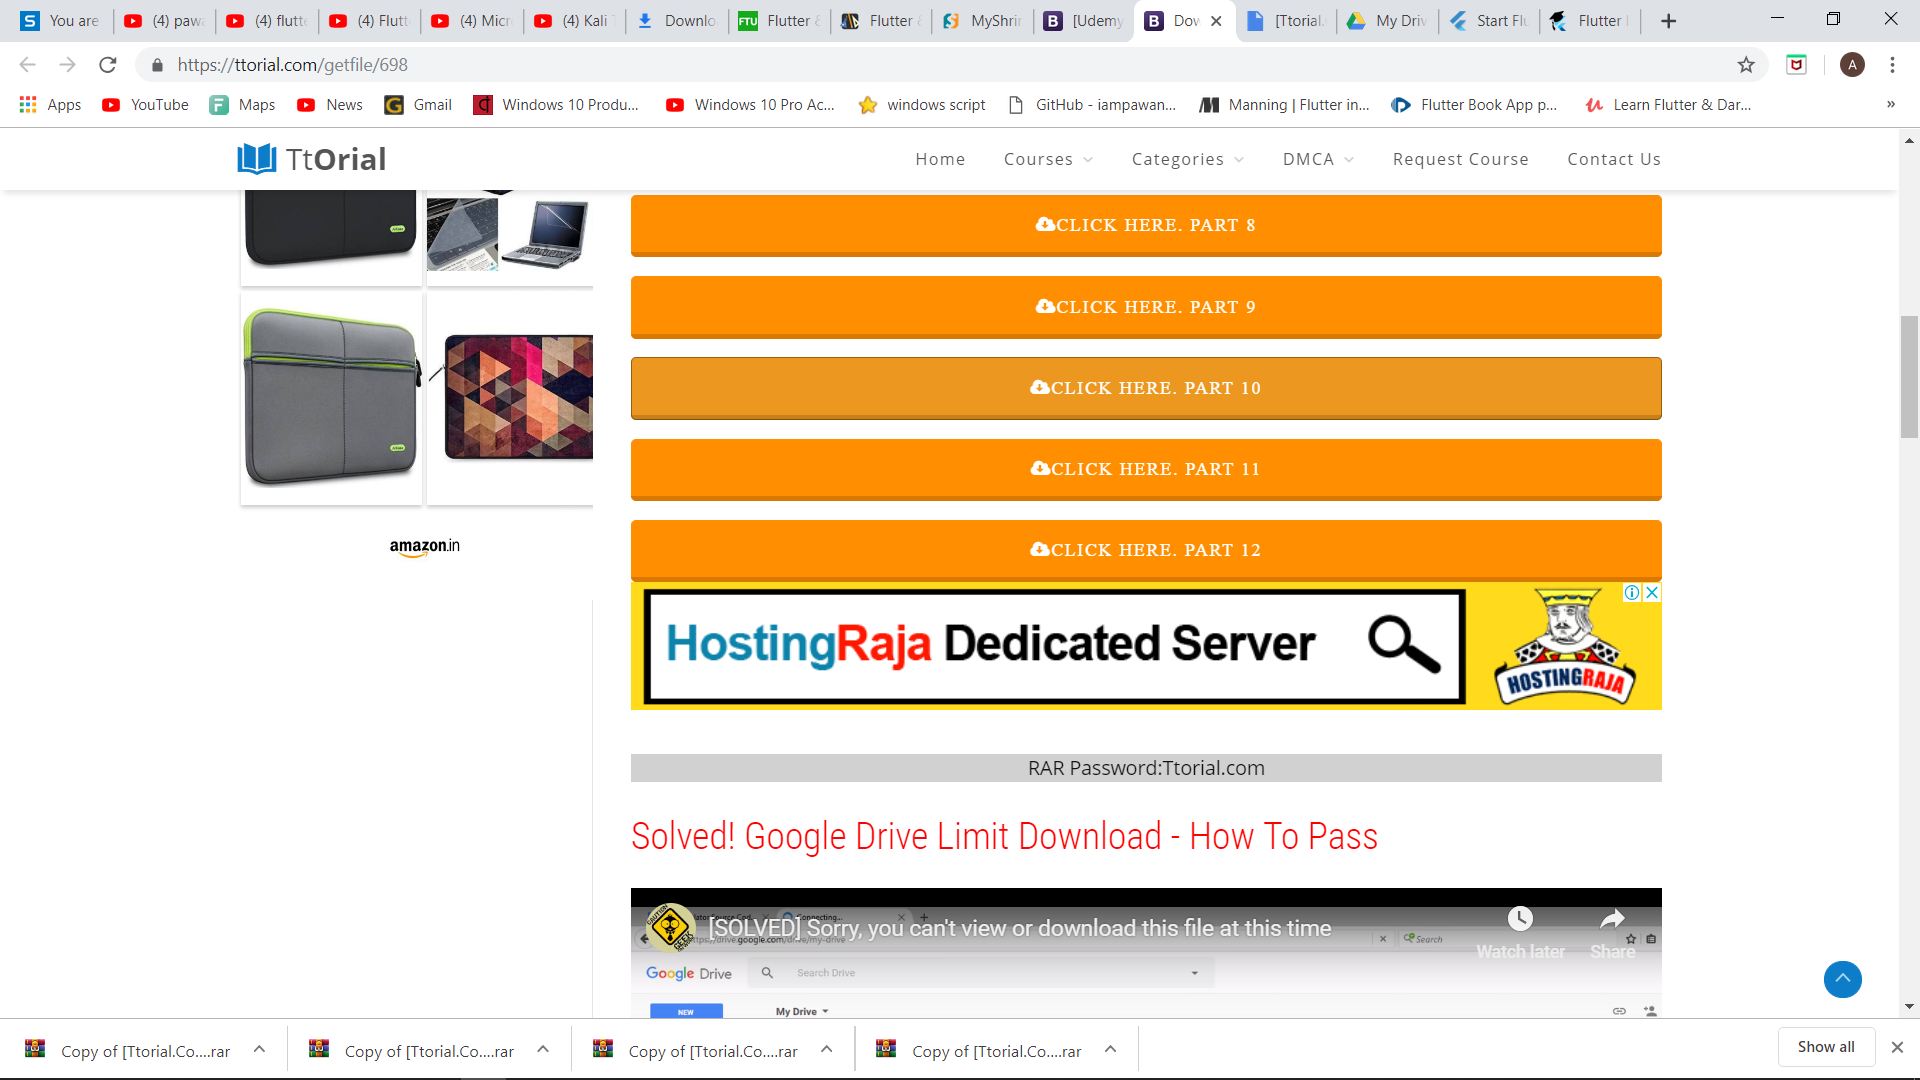 You are
(4) pawa
(4) flutte
(4) Flutt
(4) Micr
(4) Kali
Downlo
FTU Flutter
Flutter
MyShrin
B [Udemy
B Dow
[Ttorial.
My Driv
Start Flu
Flutter
https://ttorial.com/getfile/698
A
Apps
YouTube
Maps
News
Gmail
Windows 10 Produ...
Windows 10 Pro Ac...
windows script
GitHub - iampawan...
Manning | Flutter in...
Flutter Book App p...
Learn Flutter & Dar...
»
TtOrial
Home
Courses
Categories
DMCA
Request Course
Contact Us
CLICK HERE. PART 8
CLICK HERE. PART 9
CLICK HERE. PART 10
CLICK HERE. PART 11
CLICK HERE. PART 12
amazon.in
HostingRaja Dedicated Server
HOSTINGRAJA
RAR Password:Ttorial.com
Solved! Google Drive Limit Download - How To Pass
[SOLVED] Sorry, you can't view or download this file at this time
Watch later
Share
Search
Google Drive
Search Drive
NEW
My Drive
Copy of [Ttorial.Co....rar
Copy of [Ttorial.Co....rar
Copy of [Ttorial.Co....rar
Copy of [Ttorial.Co....rar
Show all